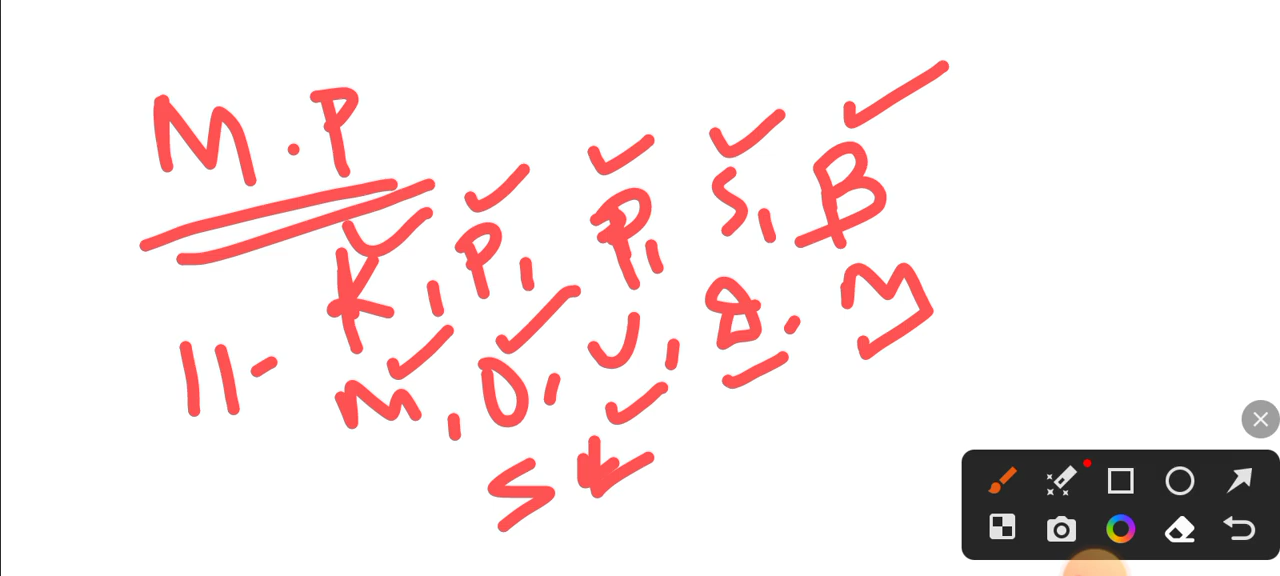 M.P
K, P, P, S, B
11- M, D, U, D. M
S